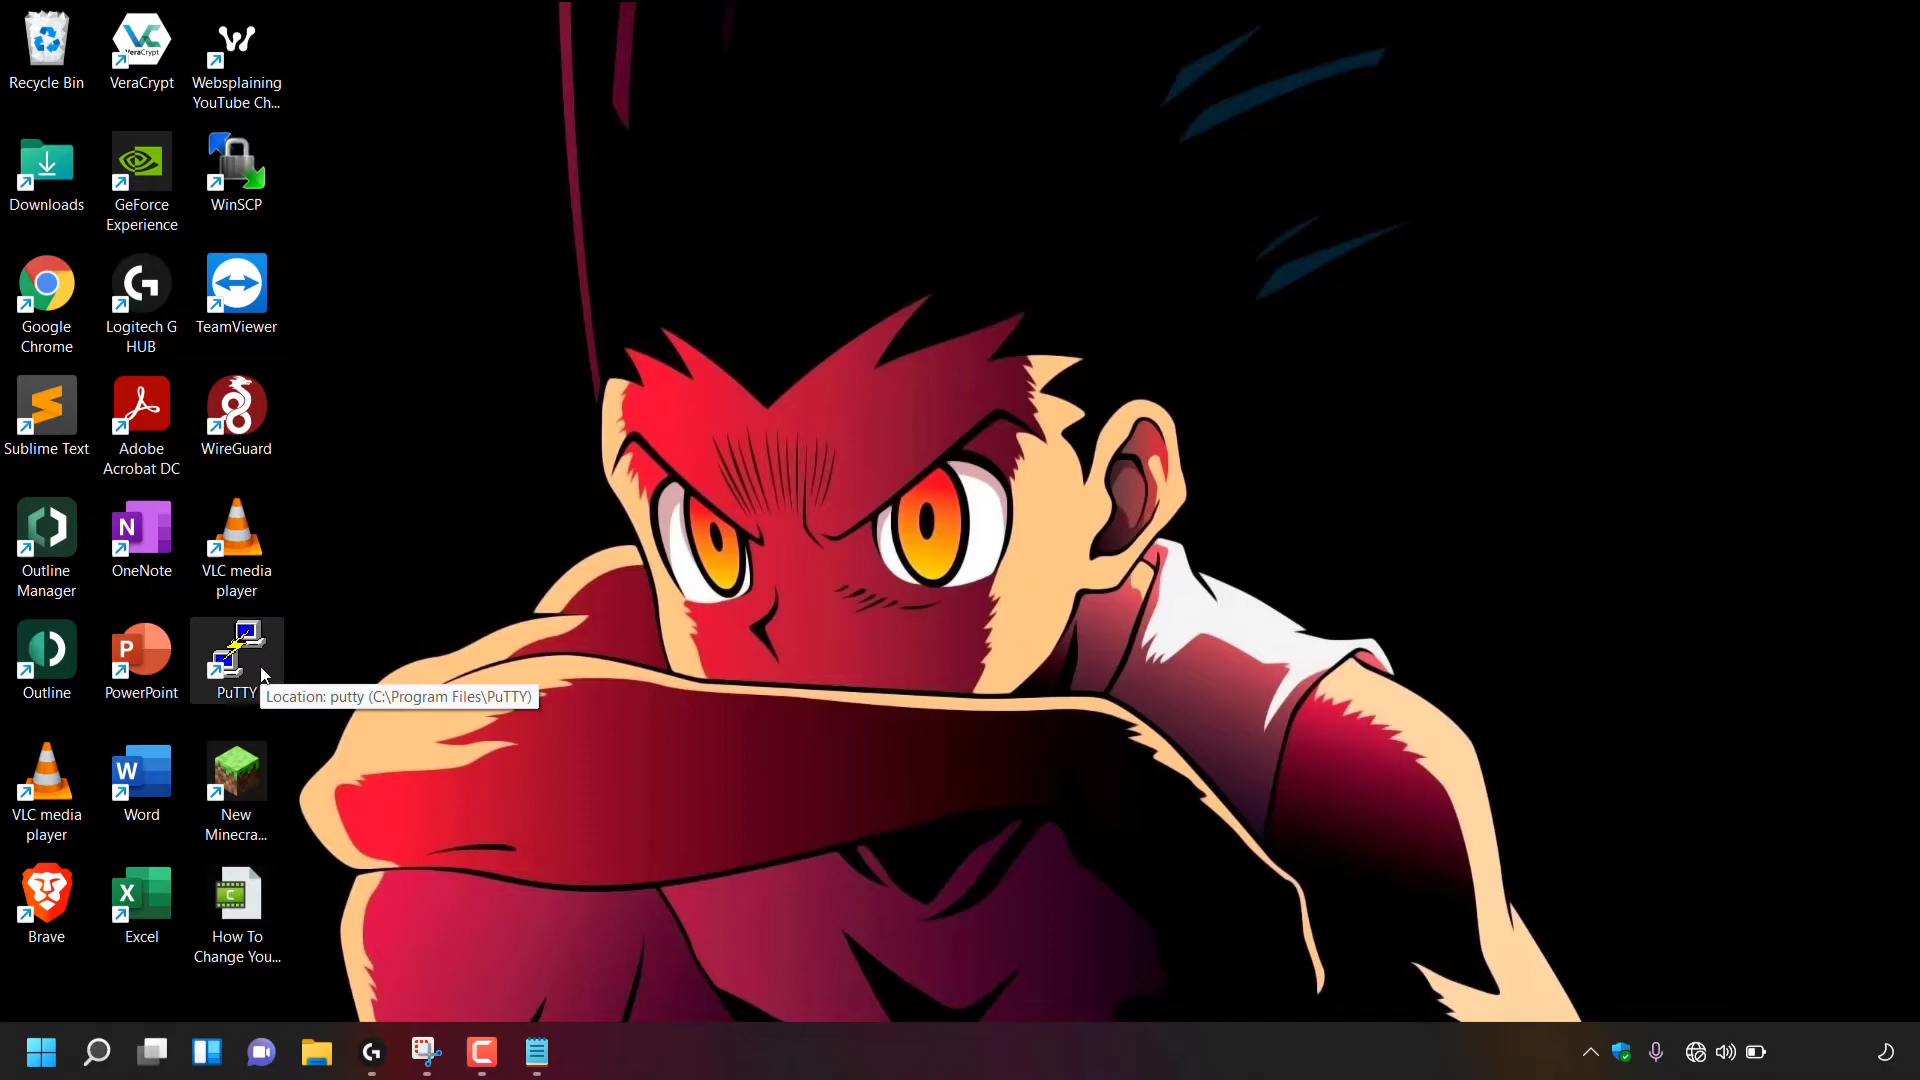 Recycle Bin
VeraCrypt
VeraCrypt
Websplaining
YouTube Ch...
Downloads
GeForce
Experience
WinSCP
Google
Chrome
Logitech G
HUB
TeamViewer
Sublime Text
Adobe
Acrobat DC
WireGuard
Outline
Manager
N
OneNote
VLC media
player
Outline
P
PowerPoint
PuTTY
Location: putty (C:\Program Files\PuTTY)
VLC media
player
W
Word
New
Minecra...
Brave
X
Excel
C
How To
Change You...